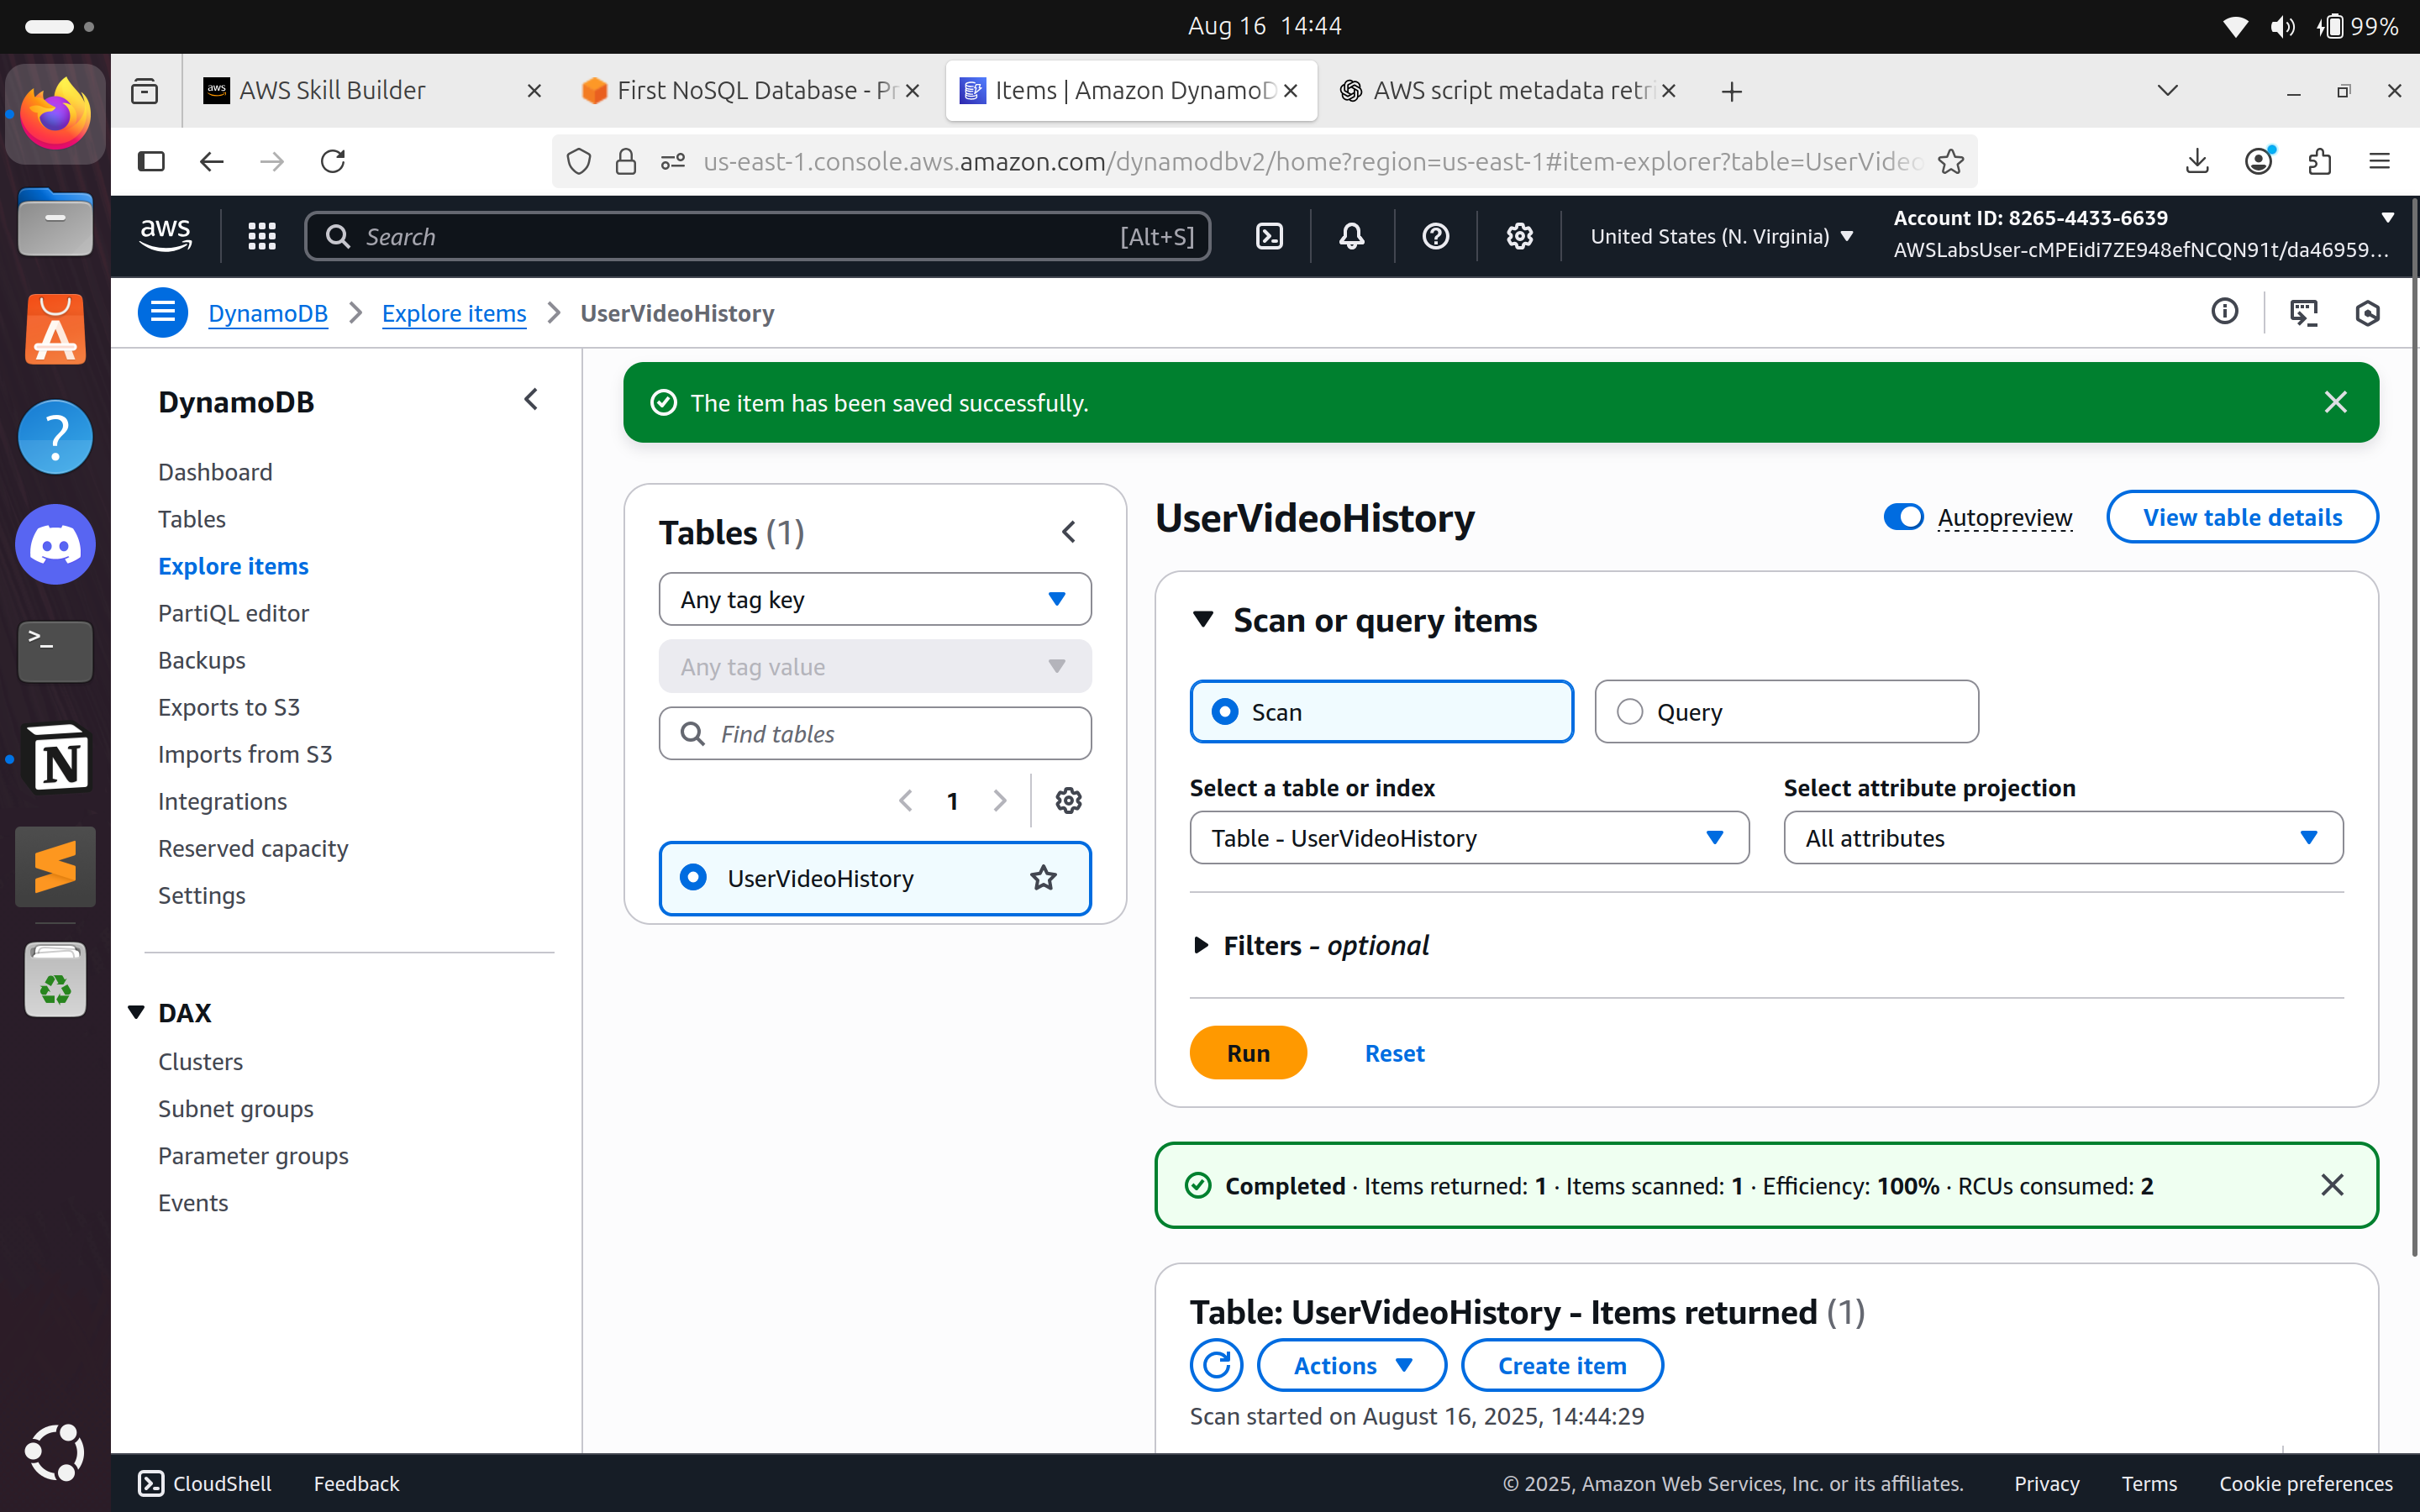 Aug 16 14:44
99%
AWS Skill Builder
First NoSQL Database - Pr
Items | Amazon DynamoD
AWS script metadata retri
us-east-1.console.aws.amazon.com/dynamodbv2/home?region=us-east-1#item-explorer?table=UserVideo
aws
Search
[Alt+S]
United States (N. Virginia)
Account ID: 8265-4433-6639
AWSLabsUser-cMPEidi7ZE948efNCQN91t/da46959...
DynamoDB
Explore items
UserVideoHistory
DynamoDB
Dashboard
Tables
Explore items
PartiQL editor
Backups
Exports to S3
Imports from S3
Integrations
Reserved capacity
Settings
DAX
Clusters
Subnet groups
Parameter groups
Events
The item has been saved successfully.
Tables (1)
Any tag key
Any tag value
Find tables
1
UserVideoHistory
UserVideoHistory
Autopreview
View table details
Scan or query items
Scan
Query
Select a table or index
Table - UserVideoHistory
Select attribute projection
All attributes
Filters - optional
Run
Reset
Completed · Items returned: 1 · Items scanned: 1 · Efficiency: 100% · RCUs consumed: 2
Table: UserVideoHistory - Items returned (1)
Actions
Create item
Scan started on August 16, 2025, 14:44:29
CloudShell
Feedback
© 2025, Amazon Web Services, Inc. or its affiliates.
Privacy
Terms
Cookie preferences